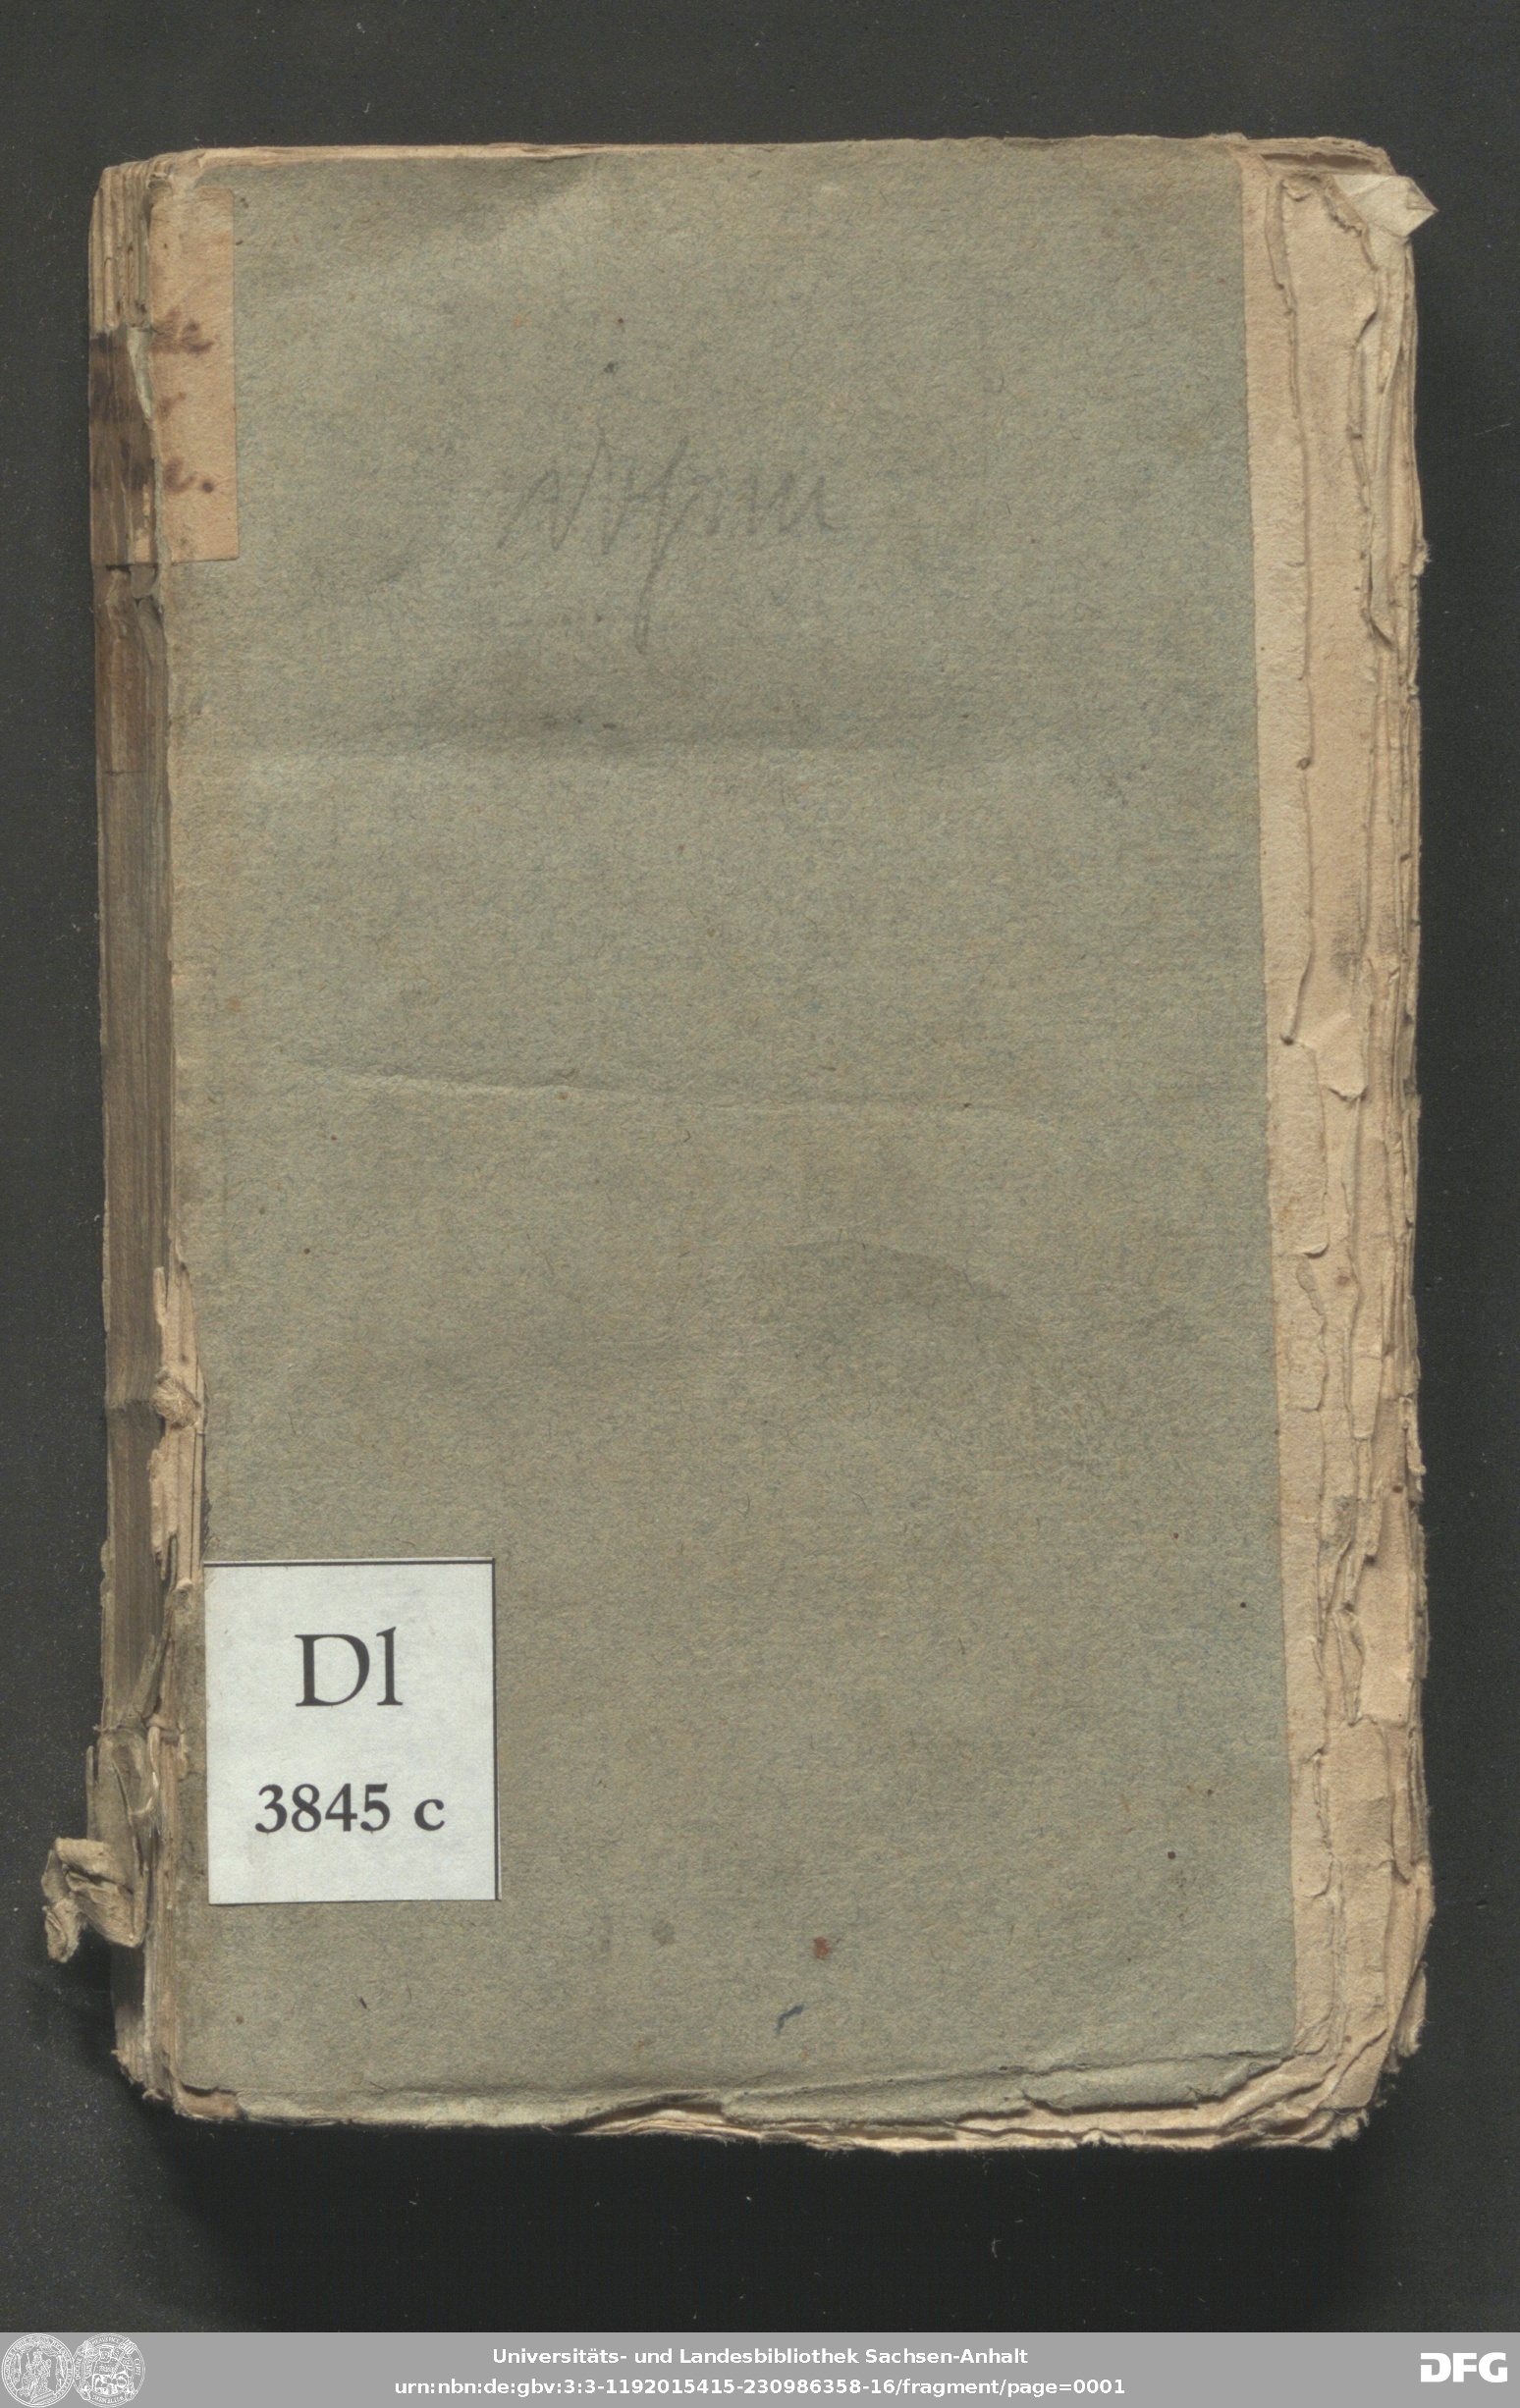 Dl
3845 c
Universitäts- und Landesbibliothek Sachsen-Anhalt
urn:nbn:de:gbv:3:3-1192015415-230986358-16/fragment/page=0001
DFG